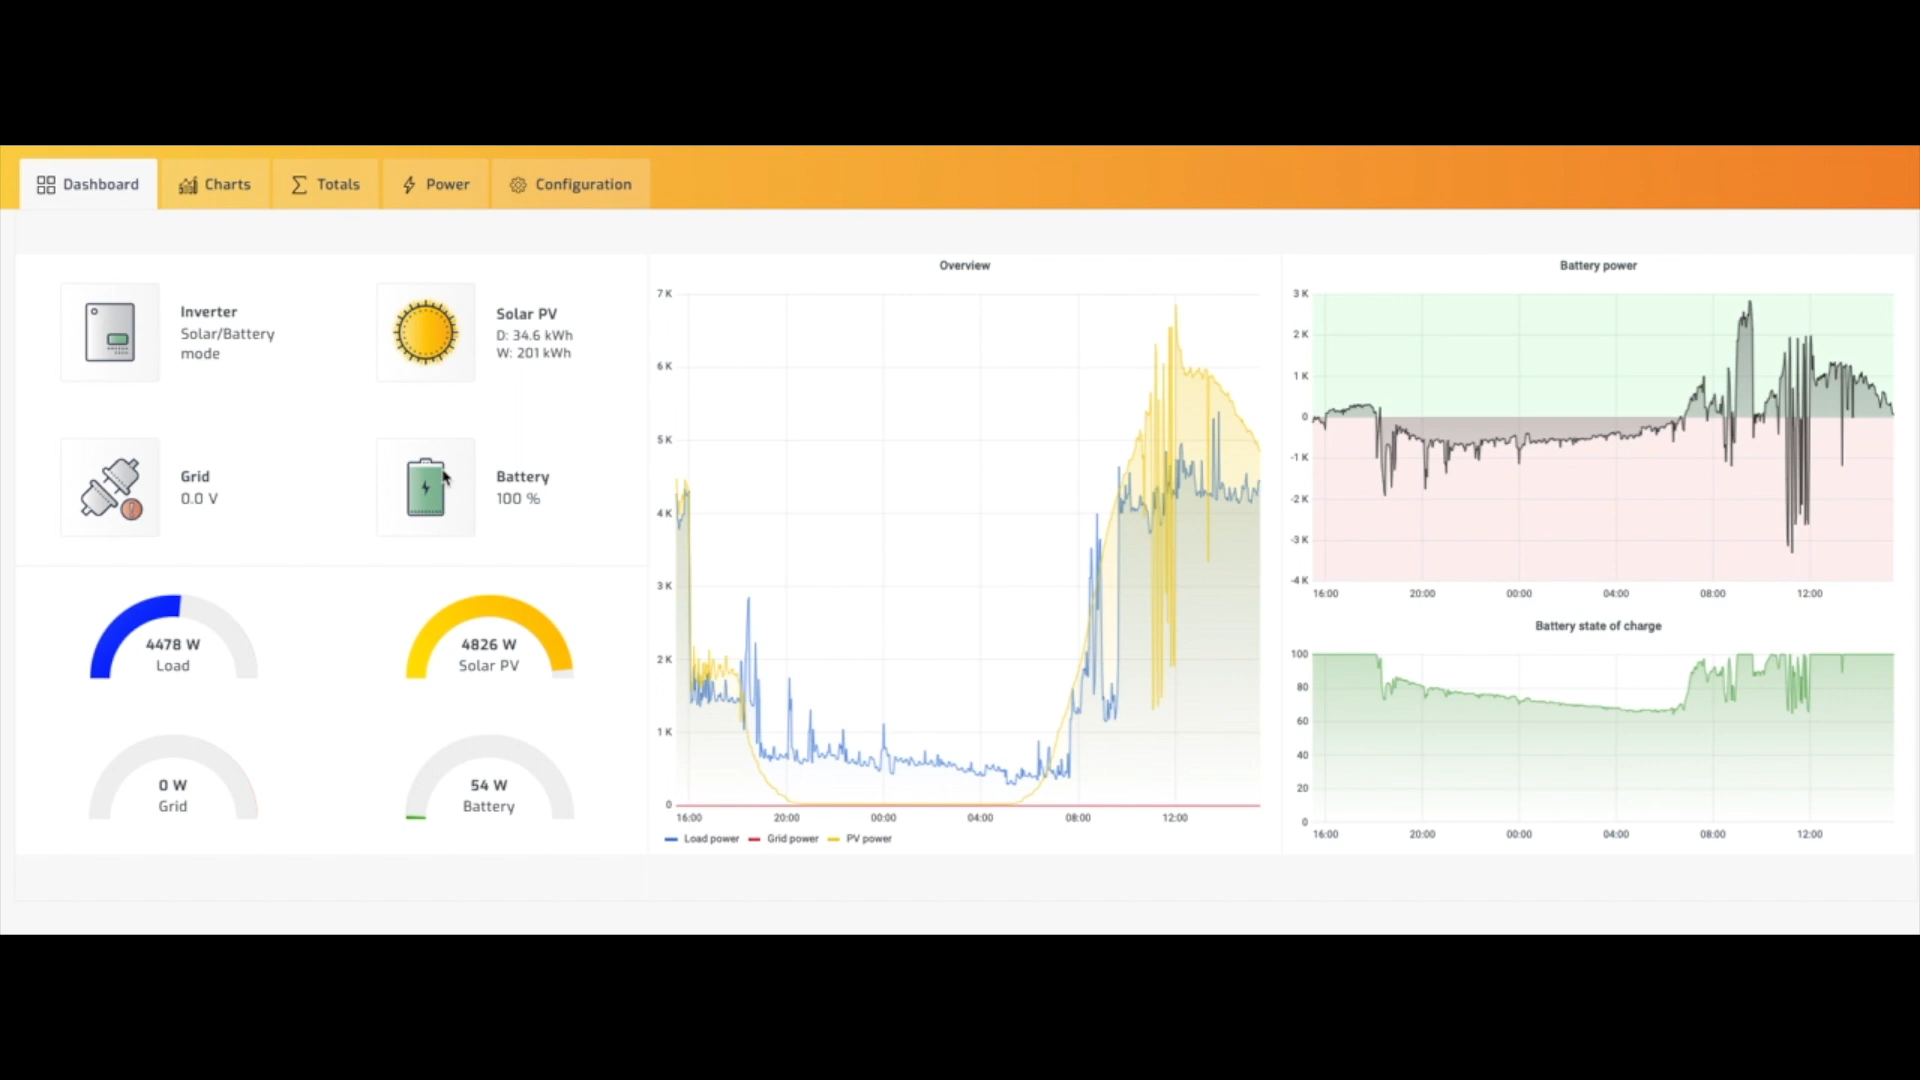 Dashboard
Charts
Totals
Power
Configuration
Inverter
Solar/Battery
mode
Solar PV
D: 34.6 kWh
W: 201 kWh
Grid
0.0 V
Battery
100 %
4478 W
Load
4826 W
Solar PV
0 W
Grid
54 W
Battery
Overview
7 K
6 K
5 K
4 K
3 K
2 K
1 K
0
16:00 20:00 00:00 04:00 08:00 12:00
Load power Grid power PV power
Battery power
3 K
2 K
1 K
0
-1 K
-2 K
-3 K
-4 K
16:00 20:00 00:00 04:00 08:00 12:00
Battery state of charge
100
80
60
40
20
0
16:00 20:00 00:00 04:00 08:00 12:00